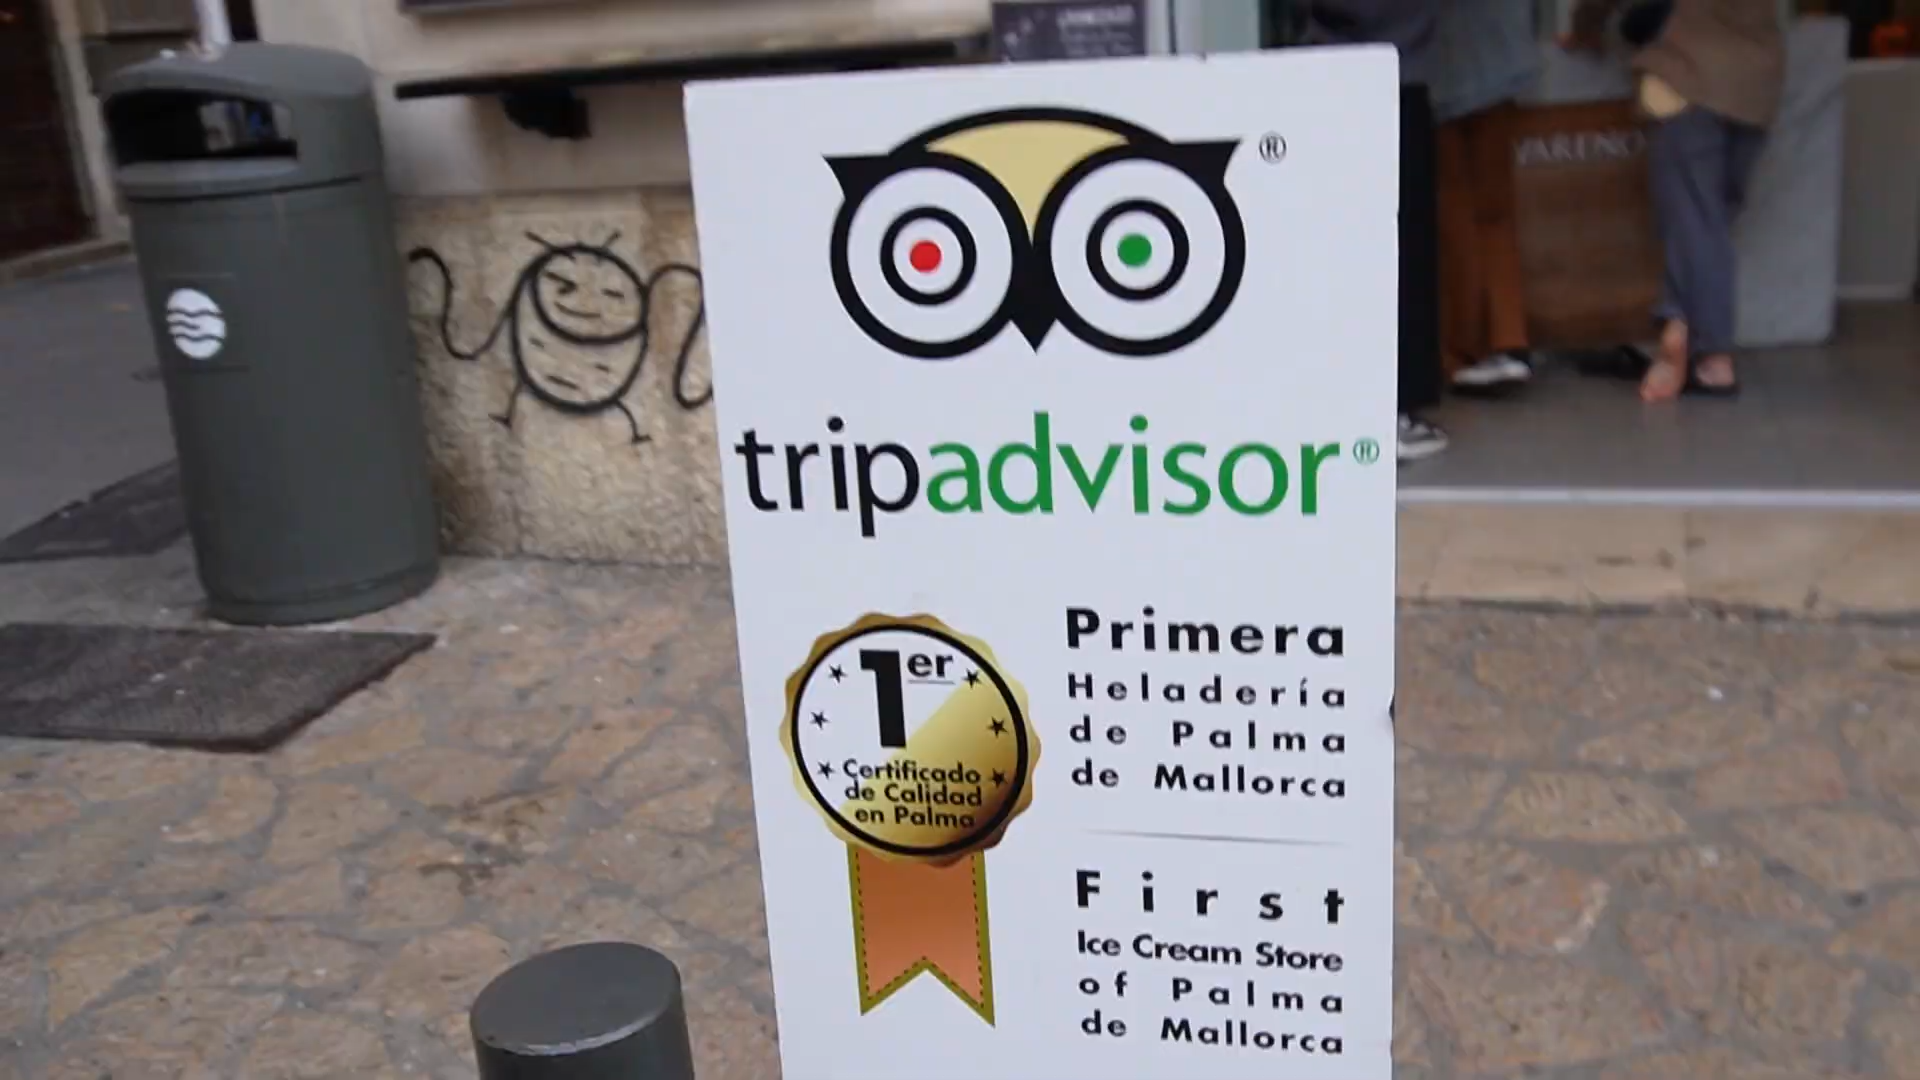 ®
tripadvisor®
1er
Certificado
de Calidad
en Palma
Primera
Heladería
de Palma
de Mallorca
First
Ice Cream Store
of Palma
de Mallorca